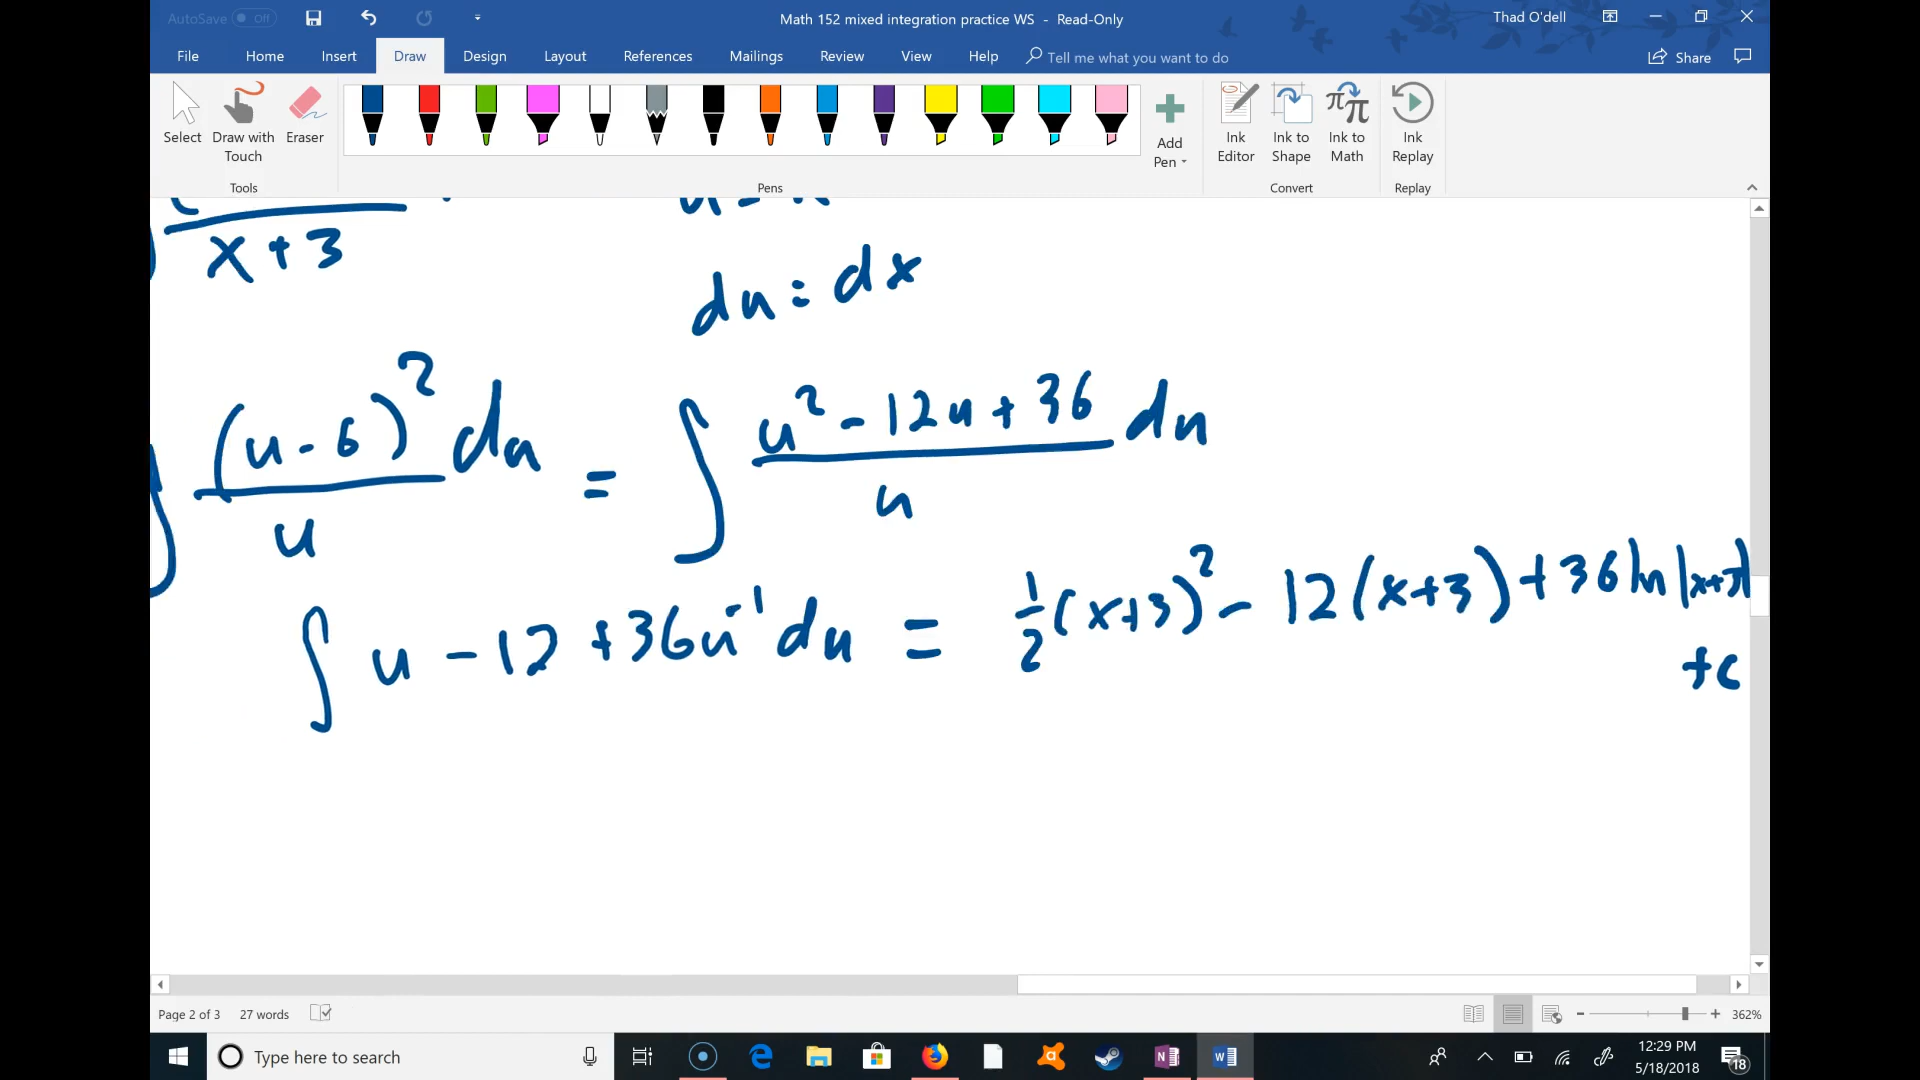 AutoSave Off
Math 152 mixed integration practice WS - Read-Only
Thad O'dell
File Home Insert Draw Design Layout References Mailings Review View Help Tell me what you want to do Share
Select Draw with Touch Eraser
Add Pen
Ink Editor Ink to Shape Ink to Math Ink Replay
Tools Pens Convert Replay
x+3
du = dx
∫ (u-6)² du / u = ∫ (u² - 12u + 36) du / u
∫ u - 12 + 36u⁻¹ du = 1/2 (x+3)² - 12(x+3) + 36 ln|x+3|
+c
Page 2 of 3 27 words 362%
Type here to search
12:29 PM
5/18/2018
18